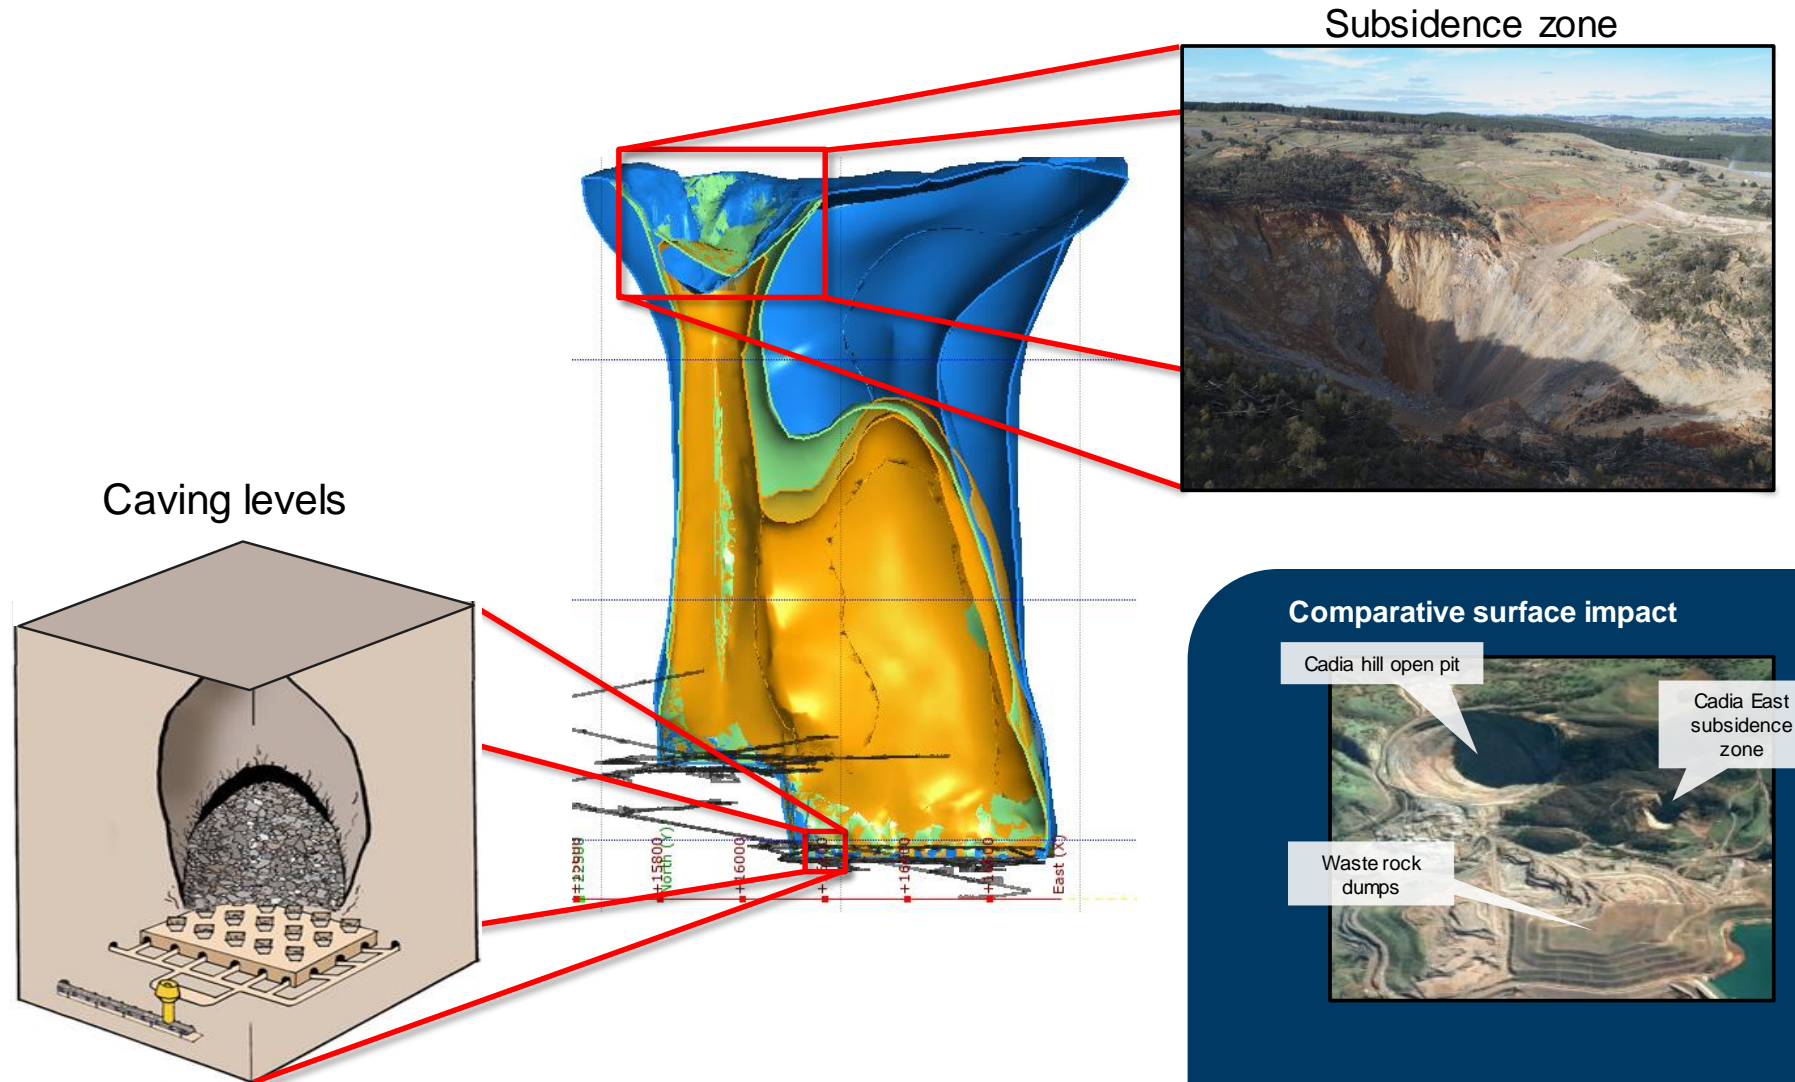 Subsidence zone
Caving levels
+15800
North (Y)
+16000
East (X)
Comparative surface impact
Cadia hill open pit
Cadia East
subsidence
zone
Waste rock
dumps